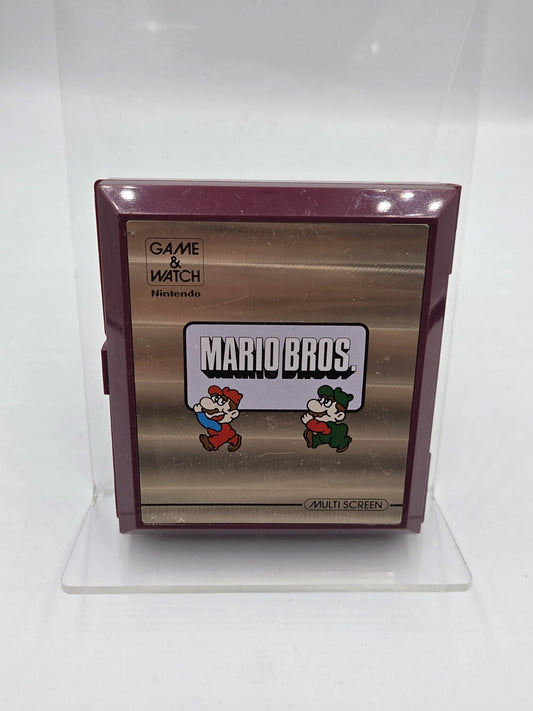 GAME
&
WATCH
Nintendo
MARIO BROS.
MULTI SCREEN